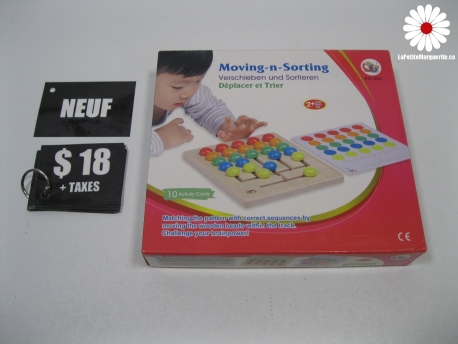 LaPetiteMarguerite.ca
NEUF
$ 18
+ TAXES
Moving-n-Sorting
Verschieben und Sortieren
Déplacer et Trier
2+
10 Activity Cards
Matching the pattern with correct sequences by
moving the wooden beads within the track.
Challenge your brainpower!
CE